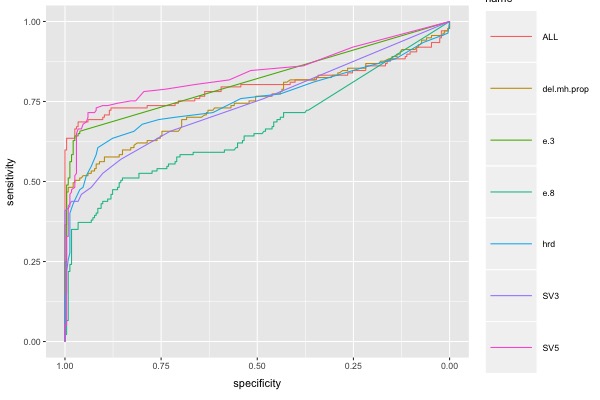 name
1.00
0.75
0.50
0.25
0.00
sensitivity
1.00
0.75
0.50
0.25
0.00
specificity
ALL
del.mh.prop
e.3
e.8
hrd
SV3
SV5